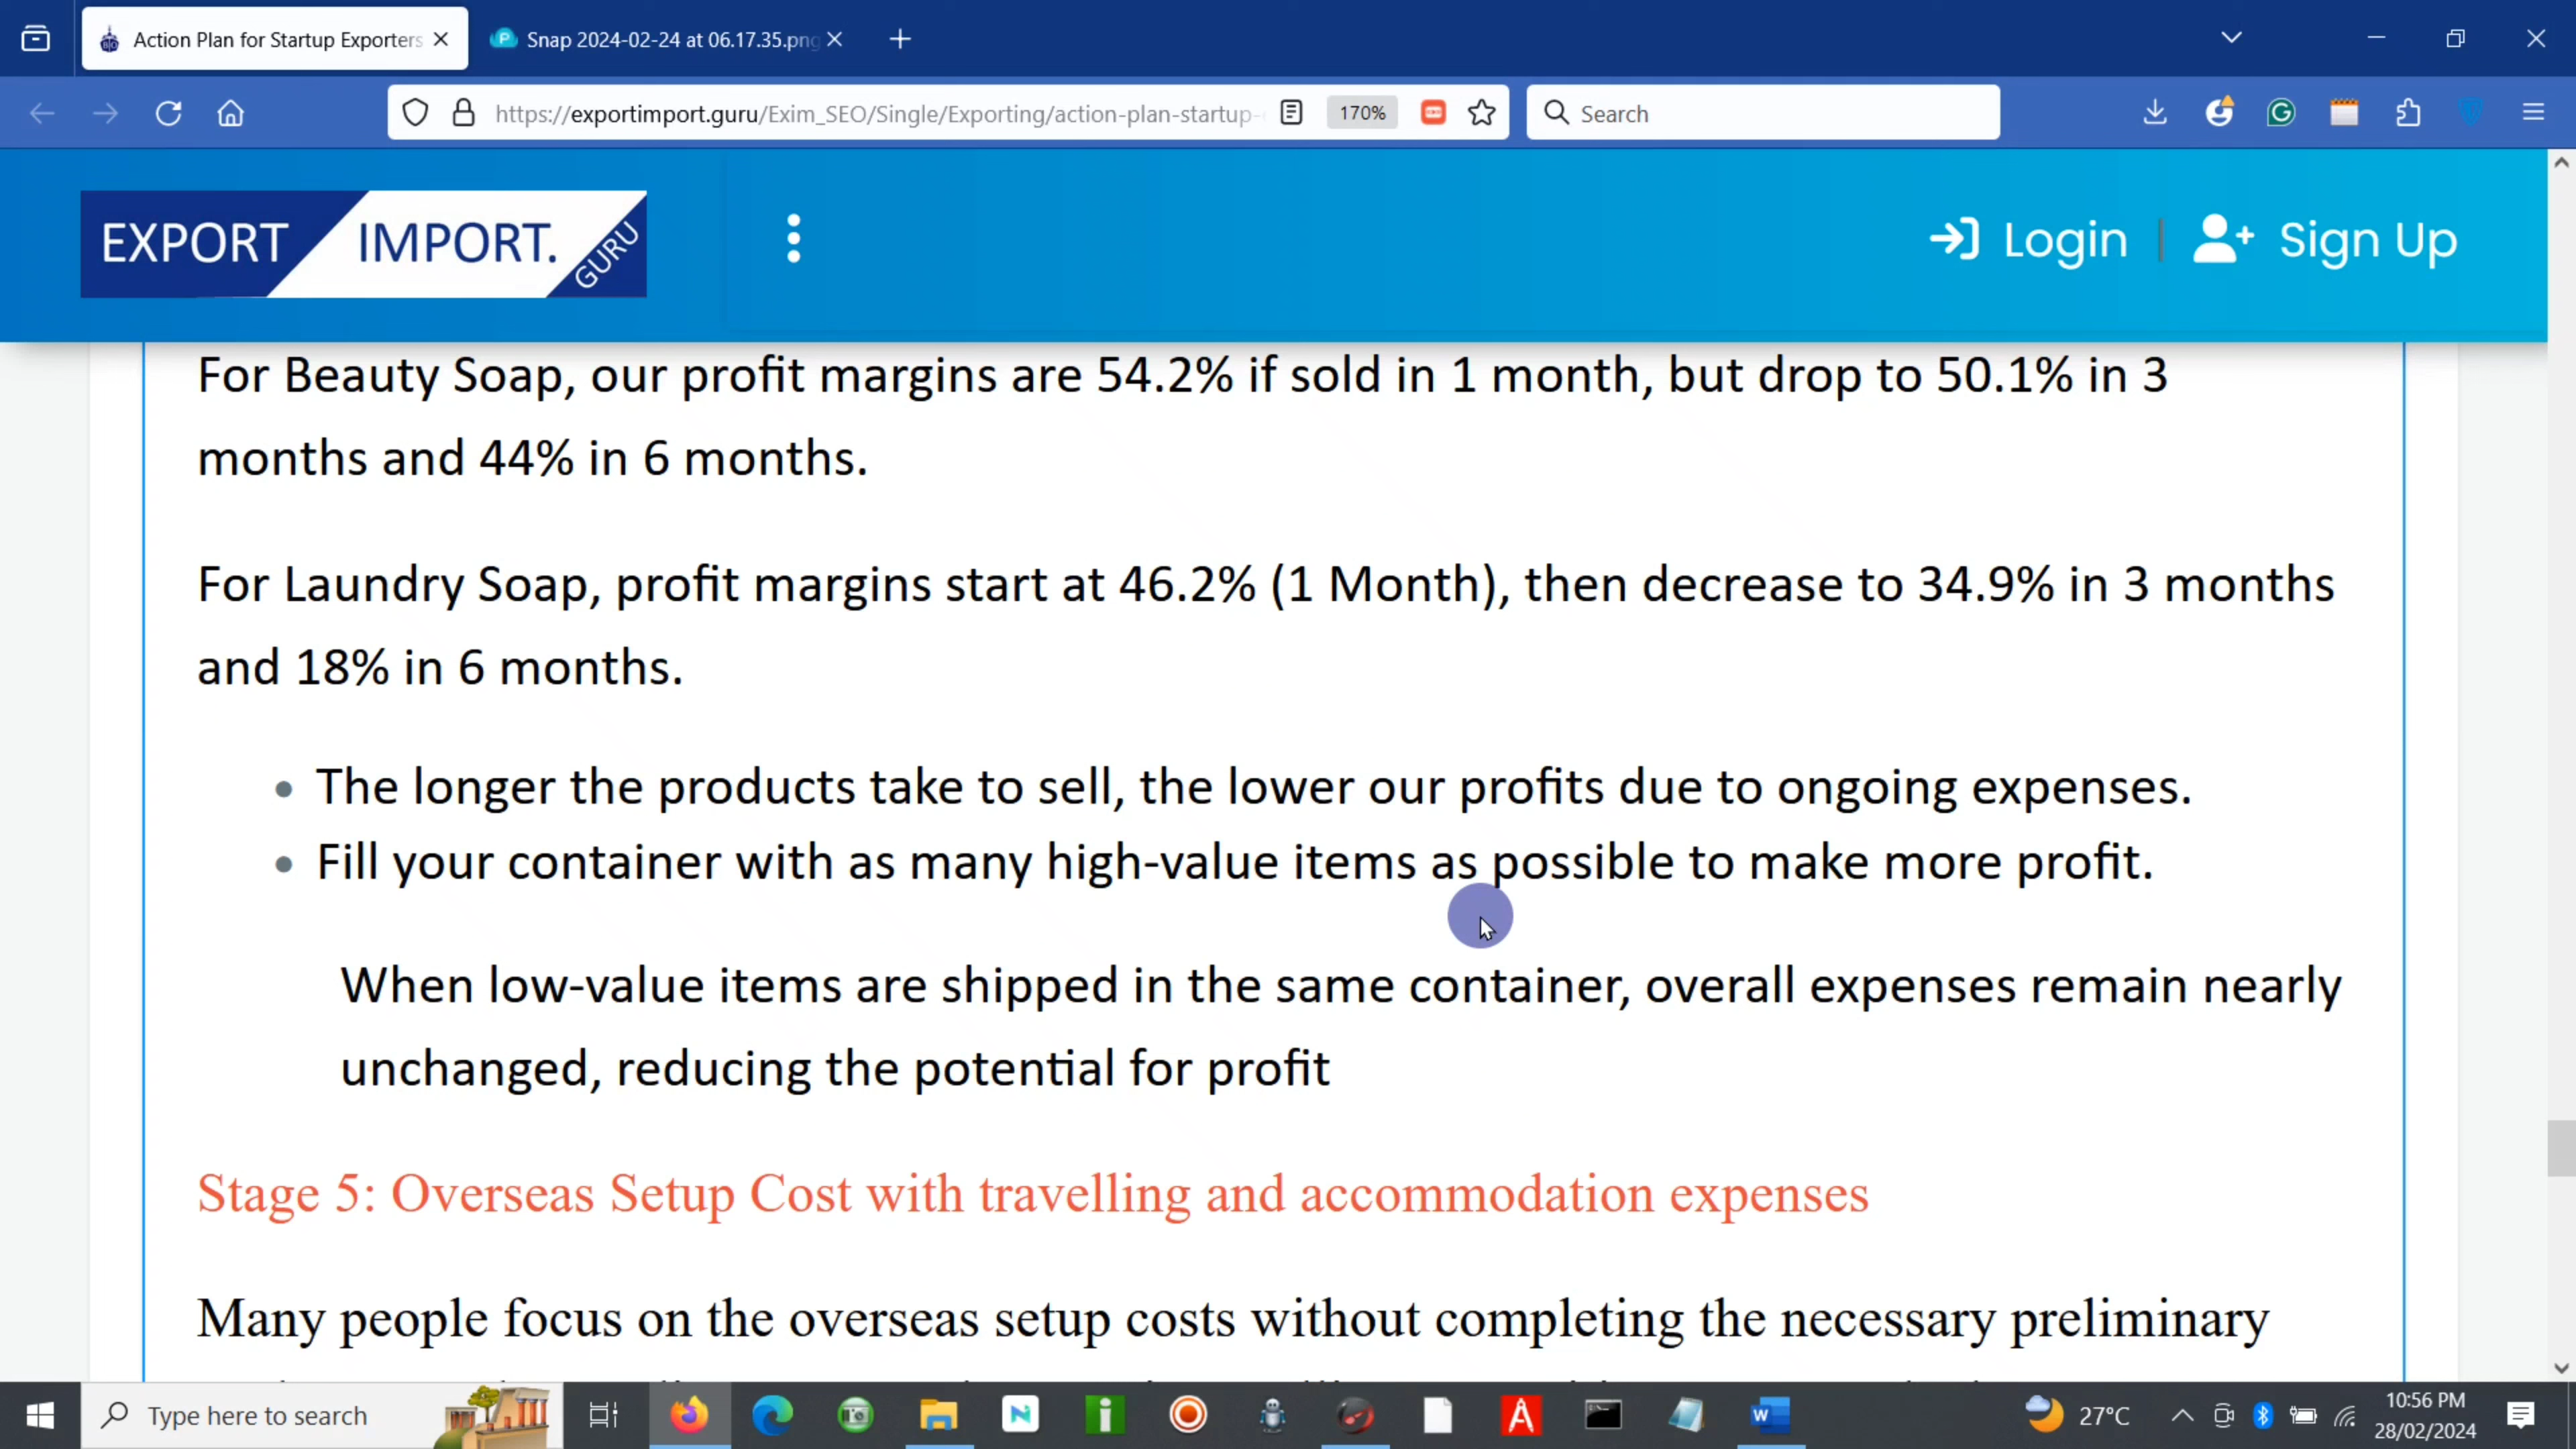 Action Plan for Startup Exporters
Snap 2024-02-24 at 06.17.35.png
https://exportimport.guru/Exim_SEO/Single/Exporting/action-plan-startup-
170%
Search
EXPORT IMPORT. GURU
Login | Sign Up
For Beauty Soap, our profit margins are 54.2% if sold in 1 month, but drop to 50.1% in 3
months and 44% in 6 months.
For Laundry Soap, profit margins start at 46.2% (1 Month), then decrease to 34.9% in 3 months
and 18% in 6 months.
• The longer the products take to sell, the lower our profits due to ongoing expenses.
• Fill your container with as many high-value items as possible to make more profit.
When low-value items are shipped in the same container, overall expenses remain nearly
unchanged, reducing the potential for profit
Stage 5: Overseas Setup Cost with travelling and accommodation expenses
Many people focus on the overseas setup costs without completing the necessary preliminary
Type here to search
27°C
10:56 PM
28/02/2024